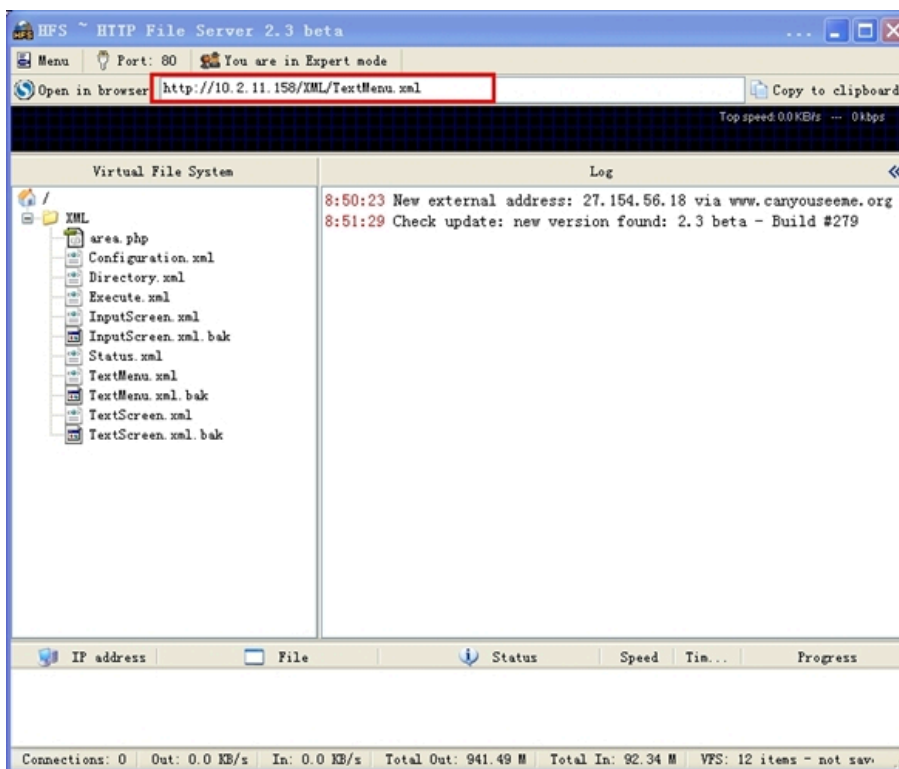 HFS ~ HTTP File Server 2.3 beta ...
Menu Port: 80 You are in Expert mode
Open in browser http://10.2.11.158/XML/TextMenu.xml Copy to clipboard
Top speed: 0.0 KB/s --- 0 kbps
Virtual File System
Log
/
XML
area.php
Configuration.xml
Directory.xml
Execute.xml
InputScreen.xml
InputScreen.xml.bak
Status.xml
TextMenu.xml
TextMenu.xml.bak
TextScreen.xml
TextScreen.xml.bak
8:50:23 New external address: 27.154.56.18 via www.canyouseeme.org
8:51:29 Check update: new version found: 2.3 beta - Build #279
IP address File Status Speed Tim... Progress
Connections: 0 Out: 0.0 KB/s In: 0.0 KB/s Total Out: 941.49 M Total In: 92.34 M VFS: 12 items - not sav